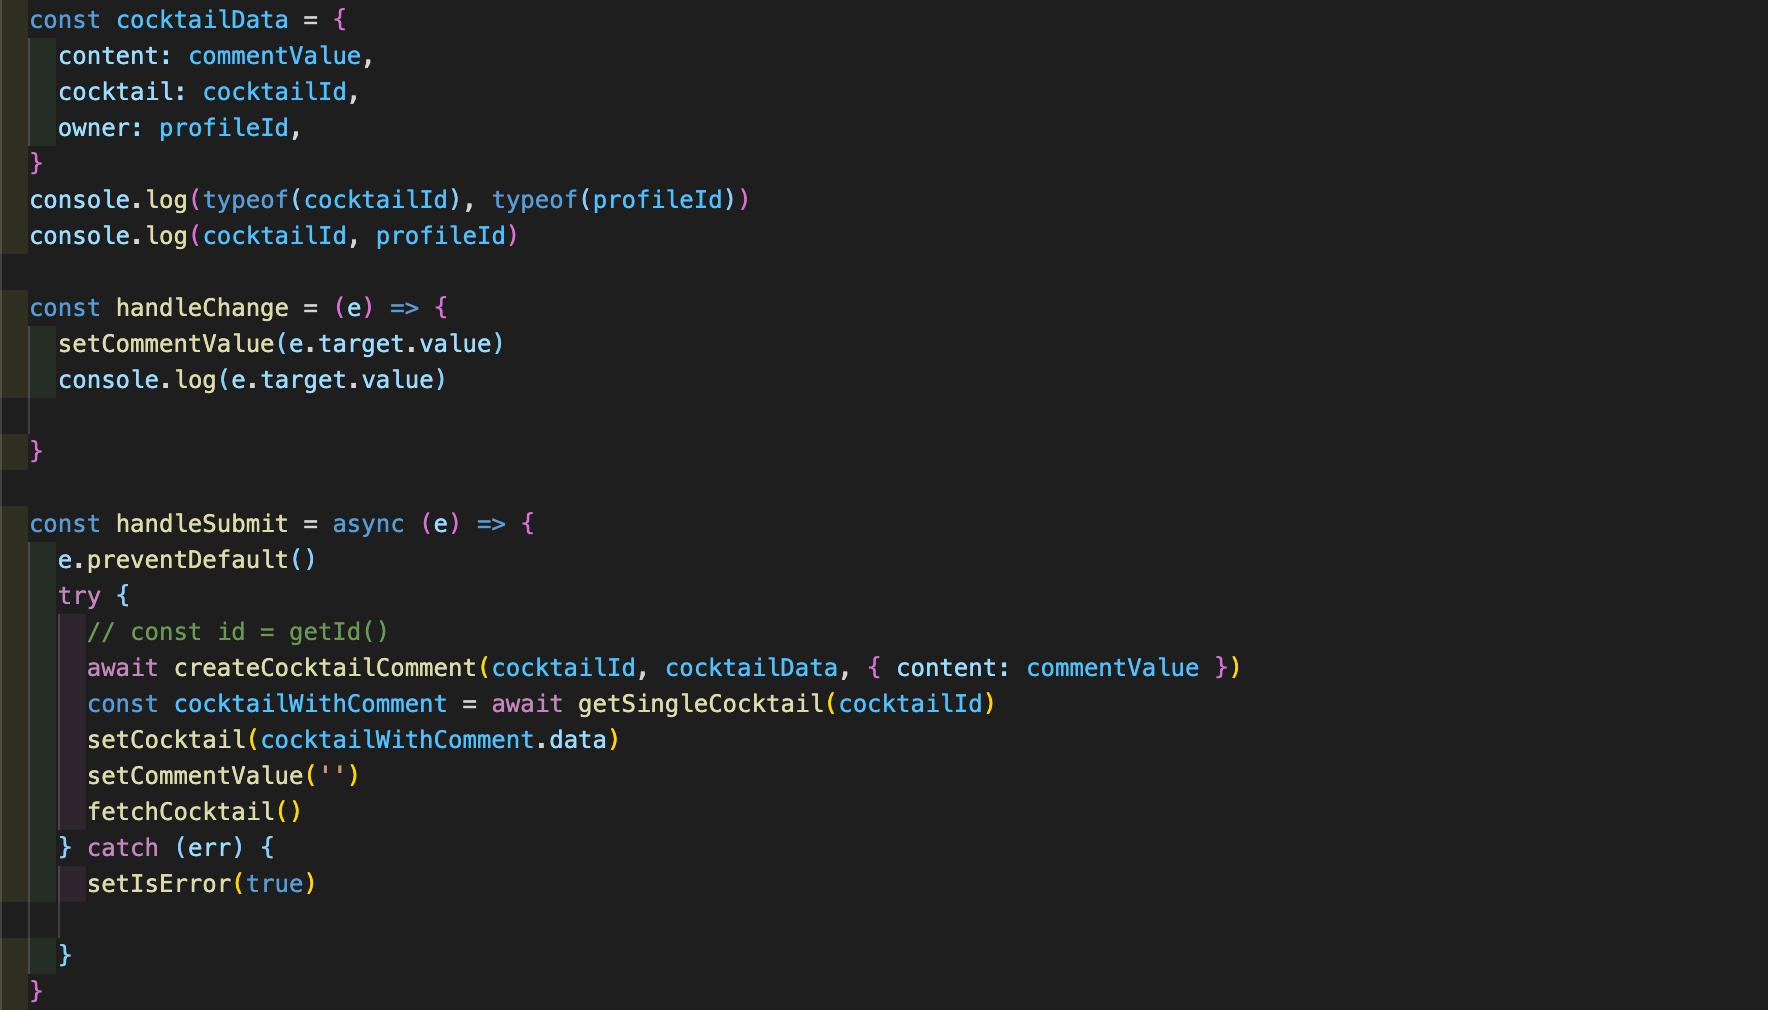 const cocktailData = {
  content: commentValue,
  cocktail: cocktailId,
  owner: profileId,
}
console.log(typeof(cocktailId), typeof(profileId))
console.log(cocktailId, profileId)

const handleChange = (e) => {
  setCommentValue(e.target.value)
  console.log(e.target.value)

}

const handleSubmit = async (e) => {
  e.preventDefault()
  try {
    // const id = getId()
    await createCocktailComment(cocktailId, cocktailData, { content: commentValue })
    const cocktailWithComment = await getSingleCocktail(cocktailId)
    setCocktail(cocktailWithComment.data)
    setCommentValue('')
    fetchCocktail()
  } catch (err) {
    setIsError(true)

  }
}